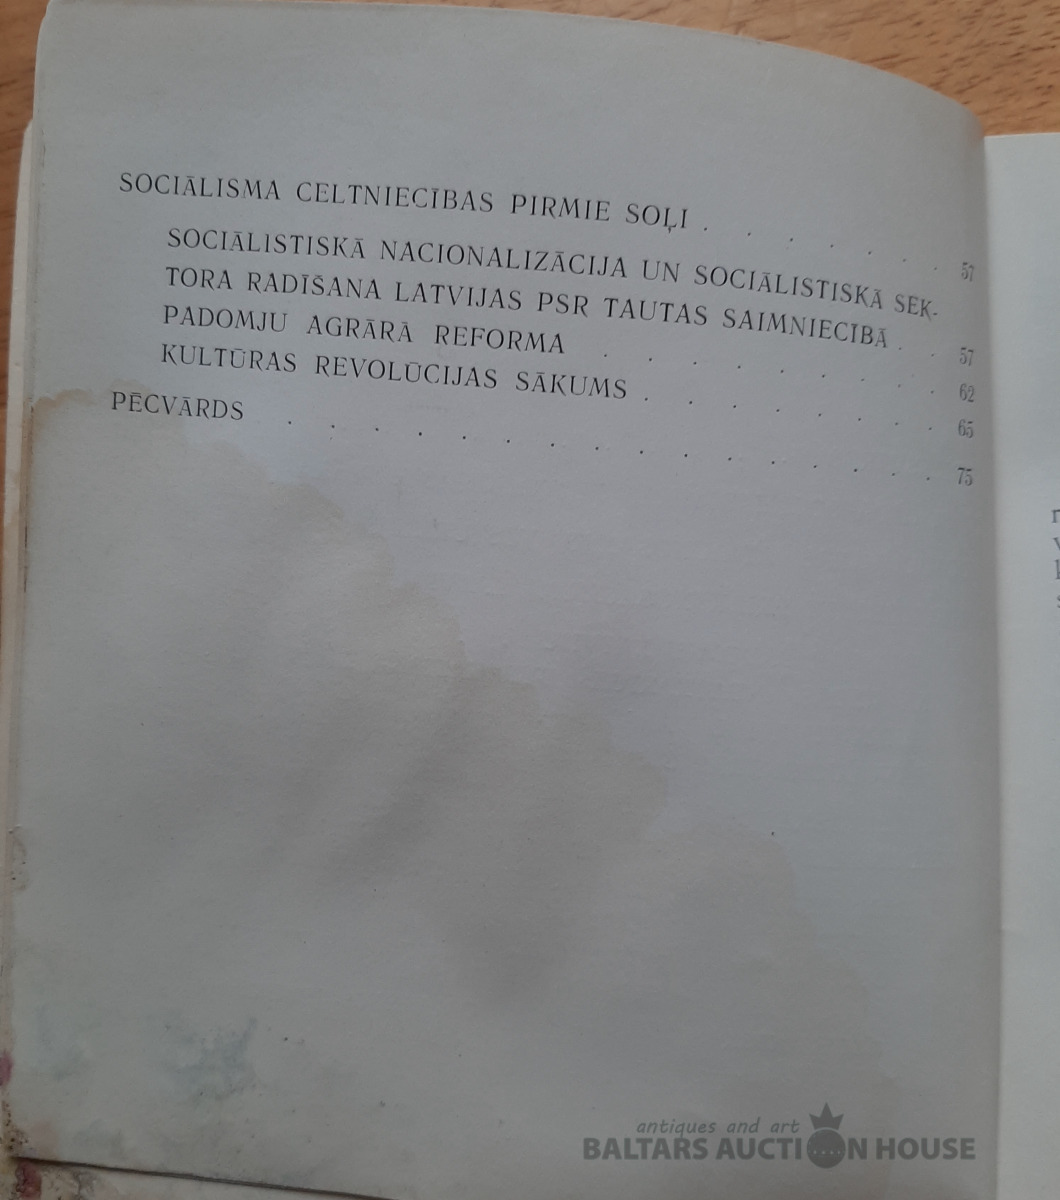 SOCIĀLISMA CELTNIECĪBAS PIRMIE SOĻI . . . . . . . 57
SOCIĀLISTISKĀ NACIONALIZĀCIJA UN SOCIĀLISTISKĀ SEK-
TORA RADĪŠANA LATVIJAS PSR TAUTAS SAIMNIECĪBĀ . . 57
PADOMJU AGRĀRĀ REFORMA . . . . . . . . 62
KULTŪRAS REVOLŪCIJAS SĀKUMS . . . . . . . 65
PĒCVĀRDS . . . . . . . . . . . . . . . 75
antiques and art
BALTARS AUCTION HOUSE